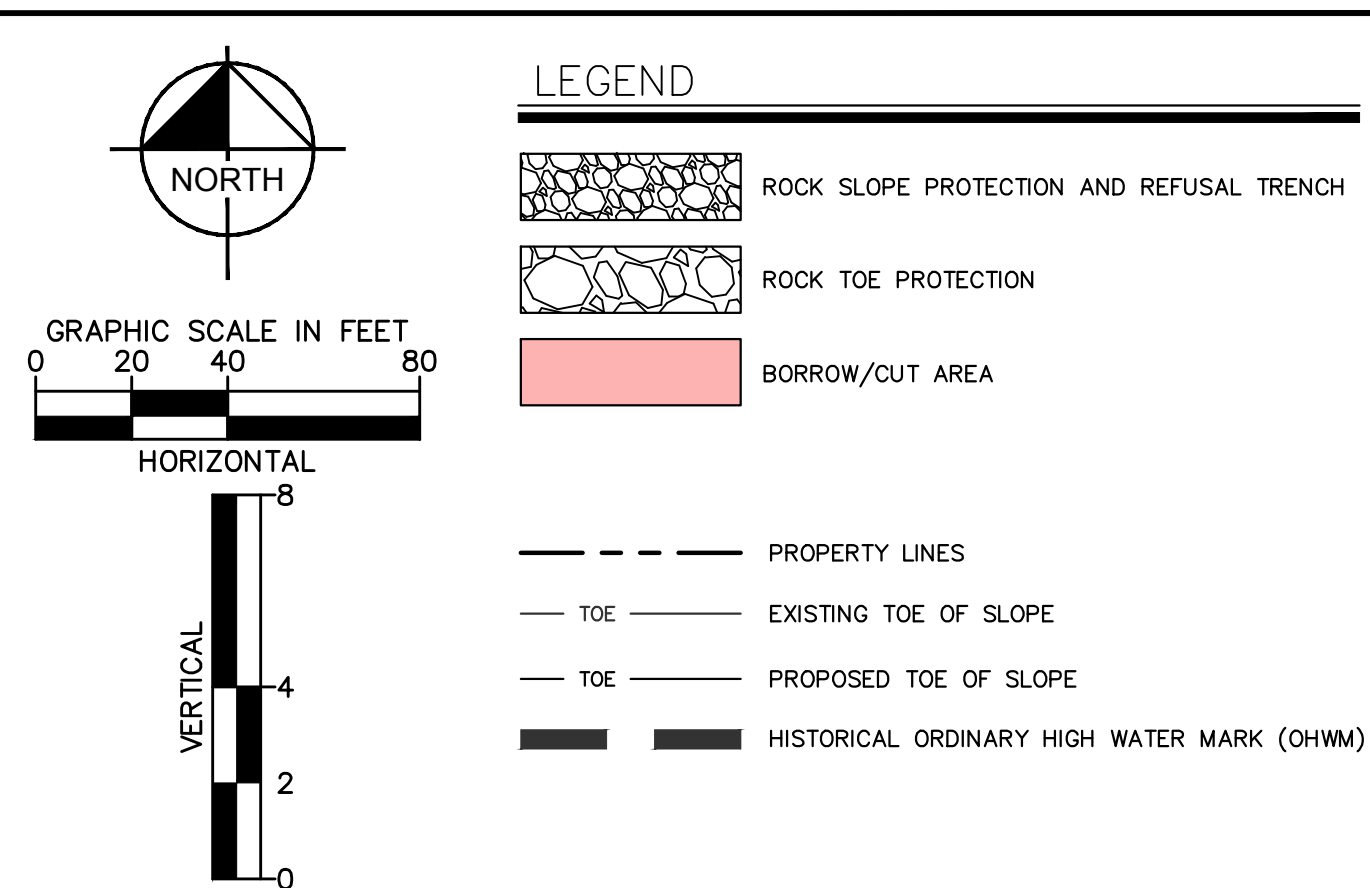 NORTH
GRAPHIC SCALE IN FEET
0 20 40 80
HORIZONTAL
8
4
2
0
VERTICAL
LEGEND
ROCK SLOPE PROTECTION AND REFUSAL TRENCH
ROCK TOE PROTECTION
BORROW/CUT AREA
PROPERTY LINES
TOE EXISTING TOE OF SLOPE
TOE PROPOSED TOE OF SLOPE
HISTORICAL ORDINARY HIGH WATER MARK (OHWM)